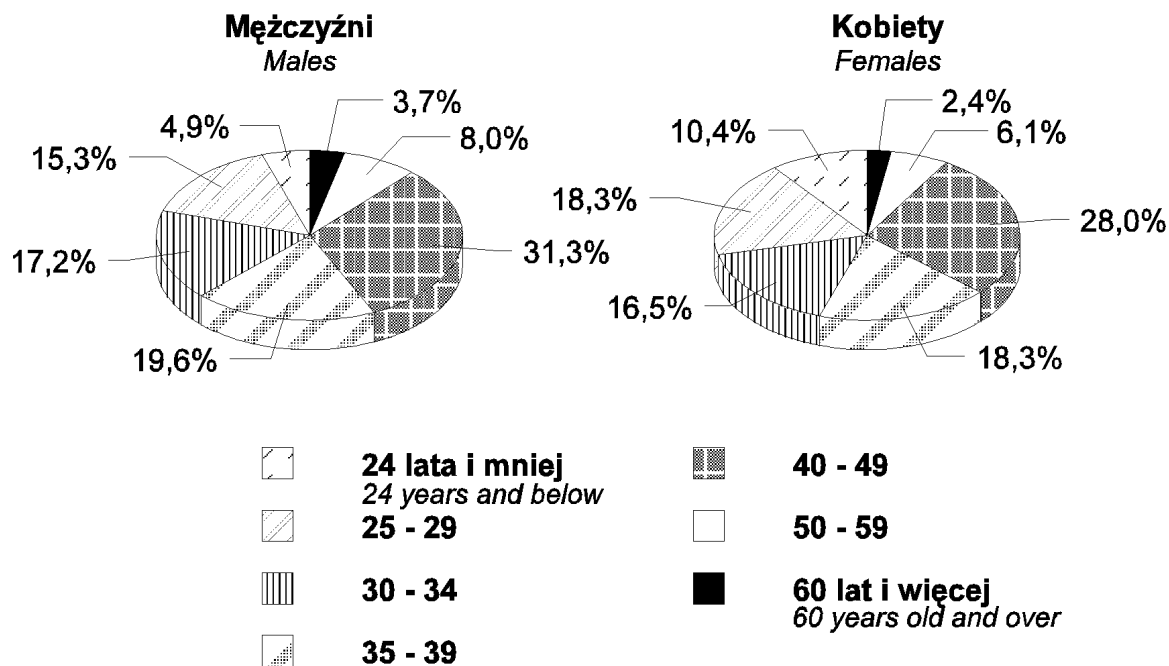 Mężczyźni
Males
3,7%
4,9%
8,0%
15,3%
31,3%
17,2%
19,6%
Kobiety
Females
2,4%
10,4%
6,1%
18,3%
28,0%
16,5%
18,3%
24 lata i mniej
24 years and below
25 - 29
30 - 34
35 - 39
40 - 49
50 - 59
60 lat i więcej
60 years old and over